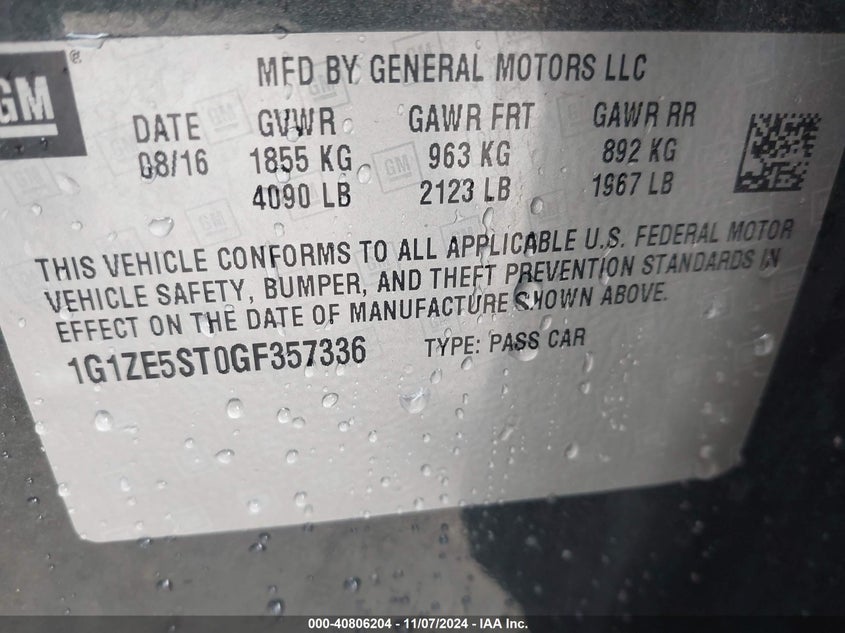 GM
®
MFD BY GENERAL MOTORS LLC
DATE GVWR GAWR FRT GAWR RR
08/16 1855 KG 963 KG 892 KG
4090 LB 2123 LB 1967 LB
THIS VEHICLE CONFORMS TO ALL APPLICABLE U.S. FEDERAL MOTOR
VEHICLE SAFETY, BUMPER, AND THEFT PREVENTION STANDARDS IN
EFFECT ON THE DATE OF MANUFACTURE SHOWN ABOVE.
1G1ZE5ST0GF357336 TYPE: PASS CAR
000-40806204 - 11/07/2024 - IAA Inc.